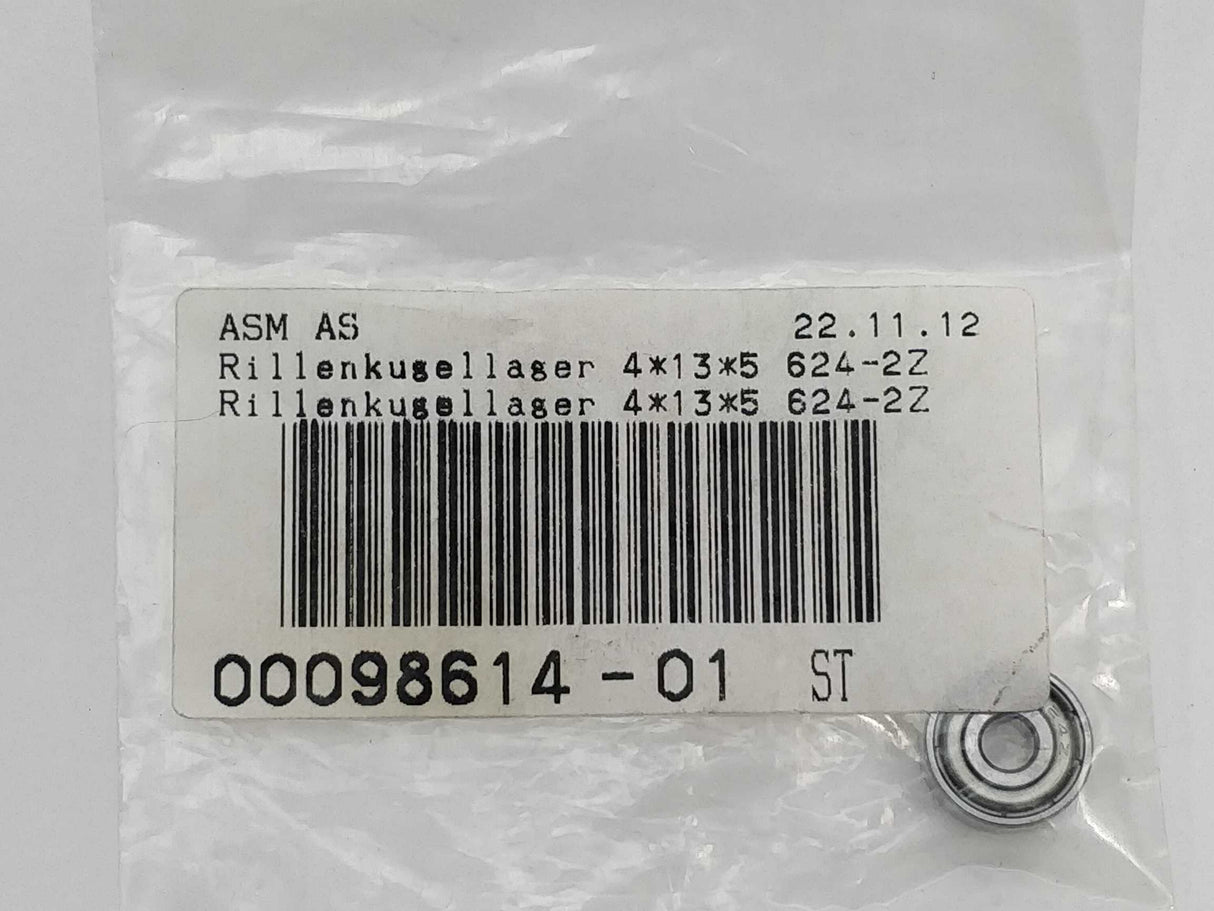 ASM AS 22.11.12
Rillenkugellager 4*13*5 624-2Z
Rillenkugellager 4*13*5 624-2Z
00098614-01 ST